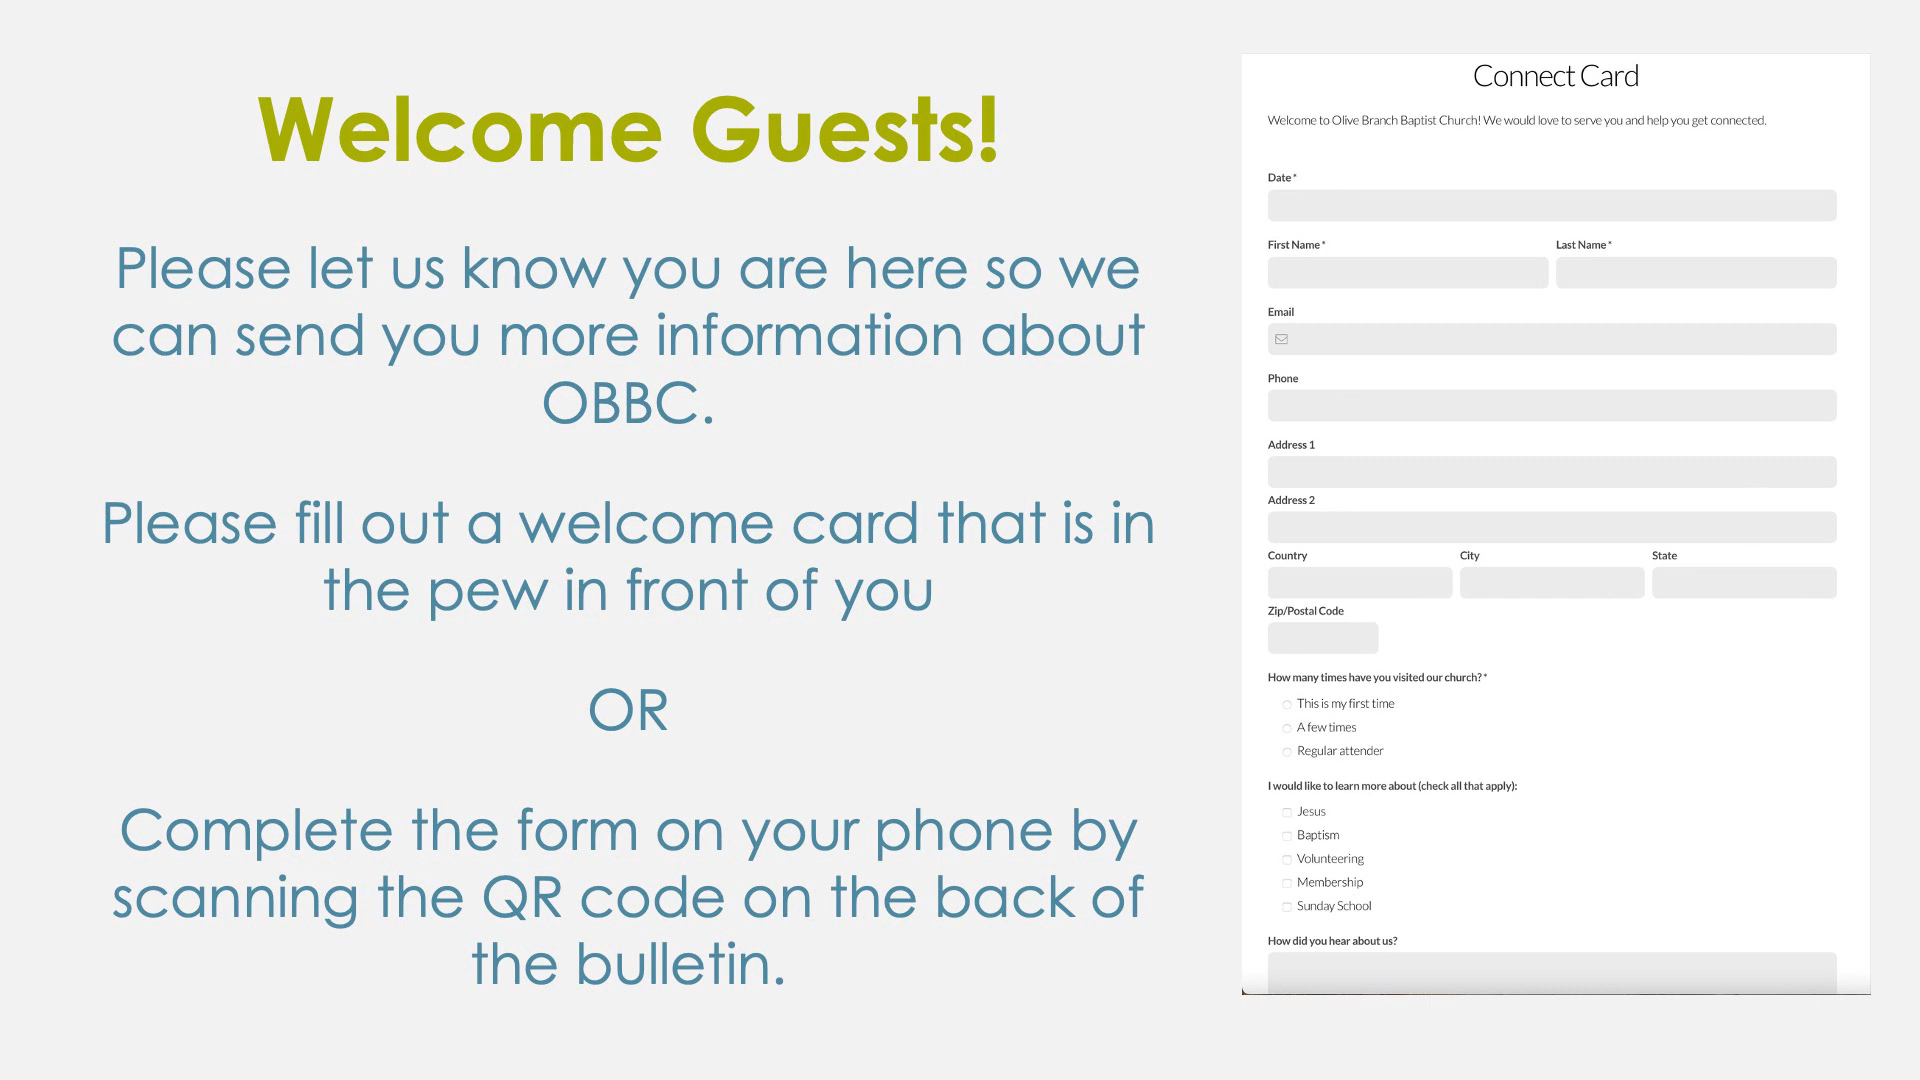 Welcome Guests!
Please let us know you are here so we
can send you more information about
OBBC.
Please fill out a welcome card that is in
the pew in front of you
OR
Complete the form on your phone by
scanning the QR code on the back of
the bulletin.
Connect Card
Welcome to Olive Branch Baptist Church! We would love to serve you and help you get connected.
Date*
First Name* Last Name*
Email
Phone
Address 1
Address 2
Country City State
Zip/Postal Code
How many times have you visited our church?*
This is my first time
A few times
Regular attender
I would like to learn more about (check all that apply):
Jesus
Baptism
Volunteering
Membership
Sunday School
How did you hear about us?